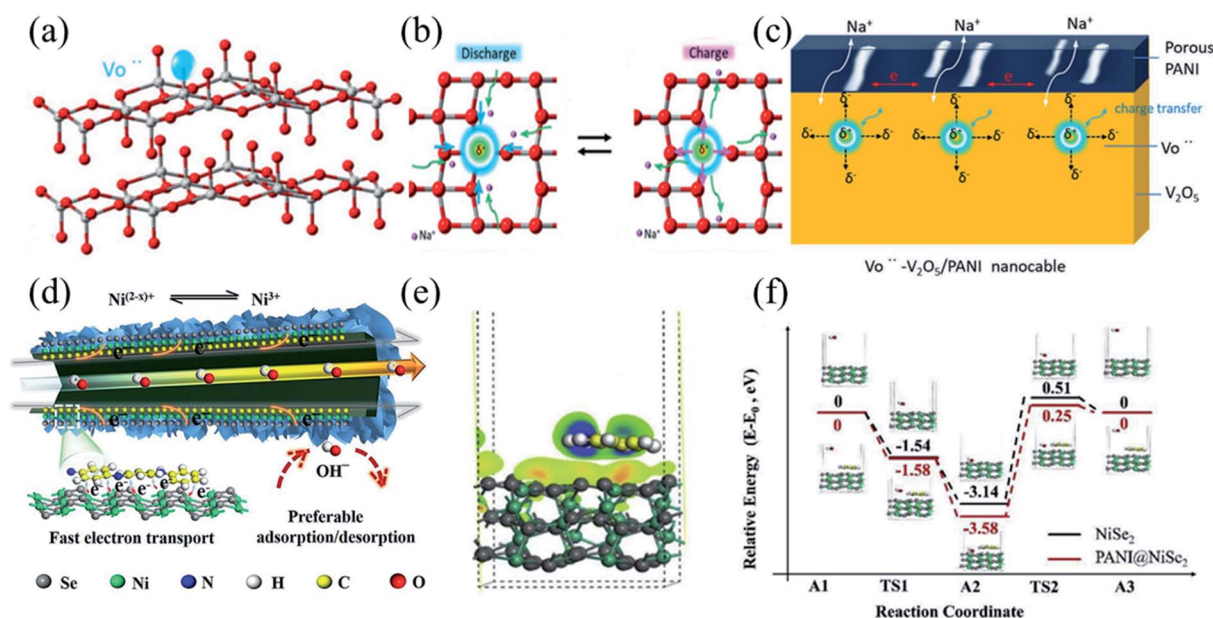 (a)
Vo ··
(b)
Discharge
δ⁺
Na⁺
Charge
δ⁺
Na⁺
(c)
Na⁺ Na⁺ Na⁺
Porous
PANI
e e
charge transfer
δ⁻ δ⁻ δ⁻
δ⁻ δ⁺ δ⁻ δ⁻ δ⁺ δ⁻ δ⁻ δ⁺ δ⁻
δ⁻ δ⁻ δ⁻
Vo ··
V₂O₅
Vo ·· -V₂O₅/PANI nanocable
(d)
Ni⁽²⁻ˣ⁾⁺ Ni³⁺
e⁻ e⁻ e⁻
e⁻ e⁻ e⁻
OH⁻
e⁻ e⁻ e⁻ e⁻
Fast electron transport
Preferable
adsorption/desorption
Se Ni N H C O
(e)
(f)
Relative Energy (E-E₀ , eV)
0
0
-1.54
-1.58
-3.14
-3.58
0.51
0.25
0
0
NiSe₂
PANI@NiSe₂
A1 TS1 A2 TS2 A3
Reaction Coordinate